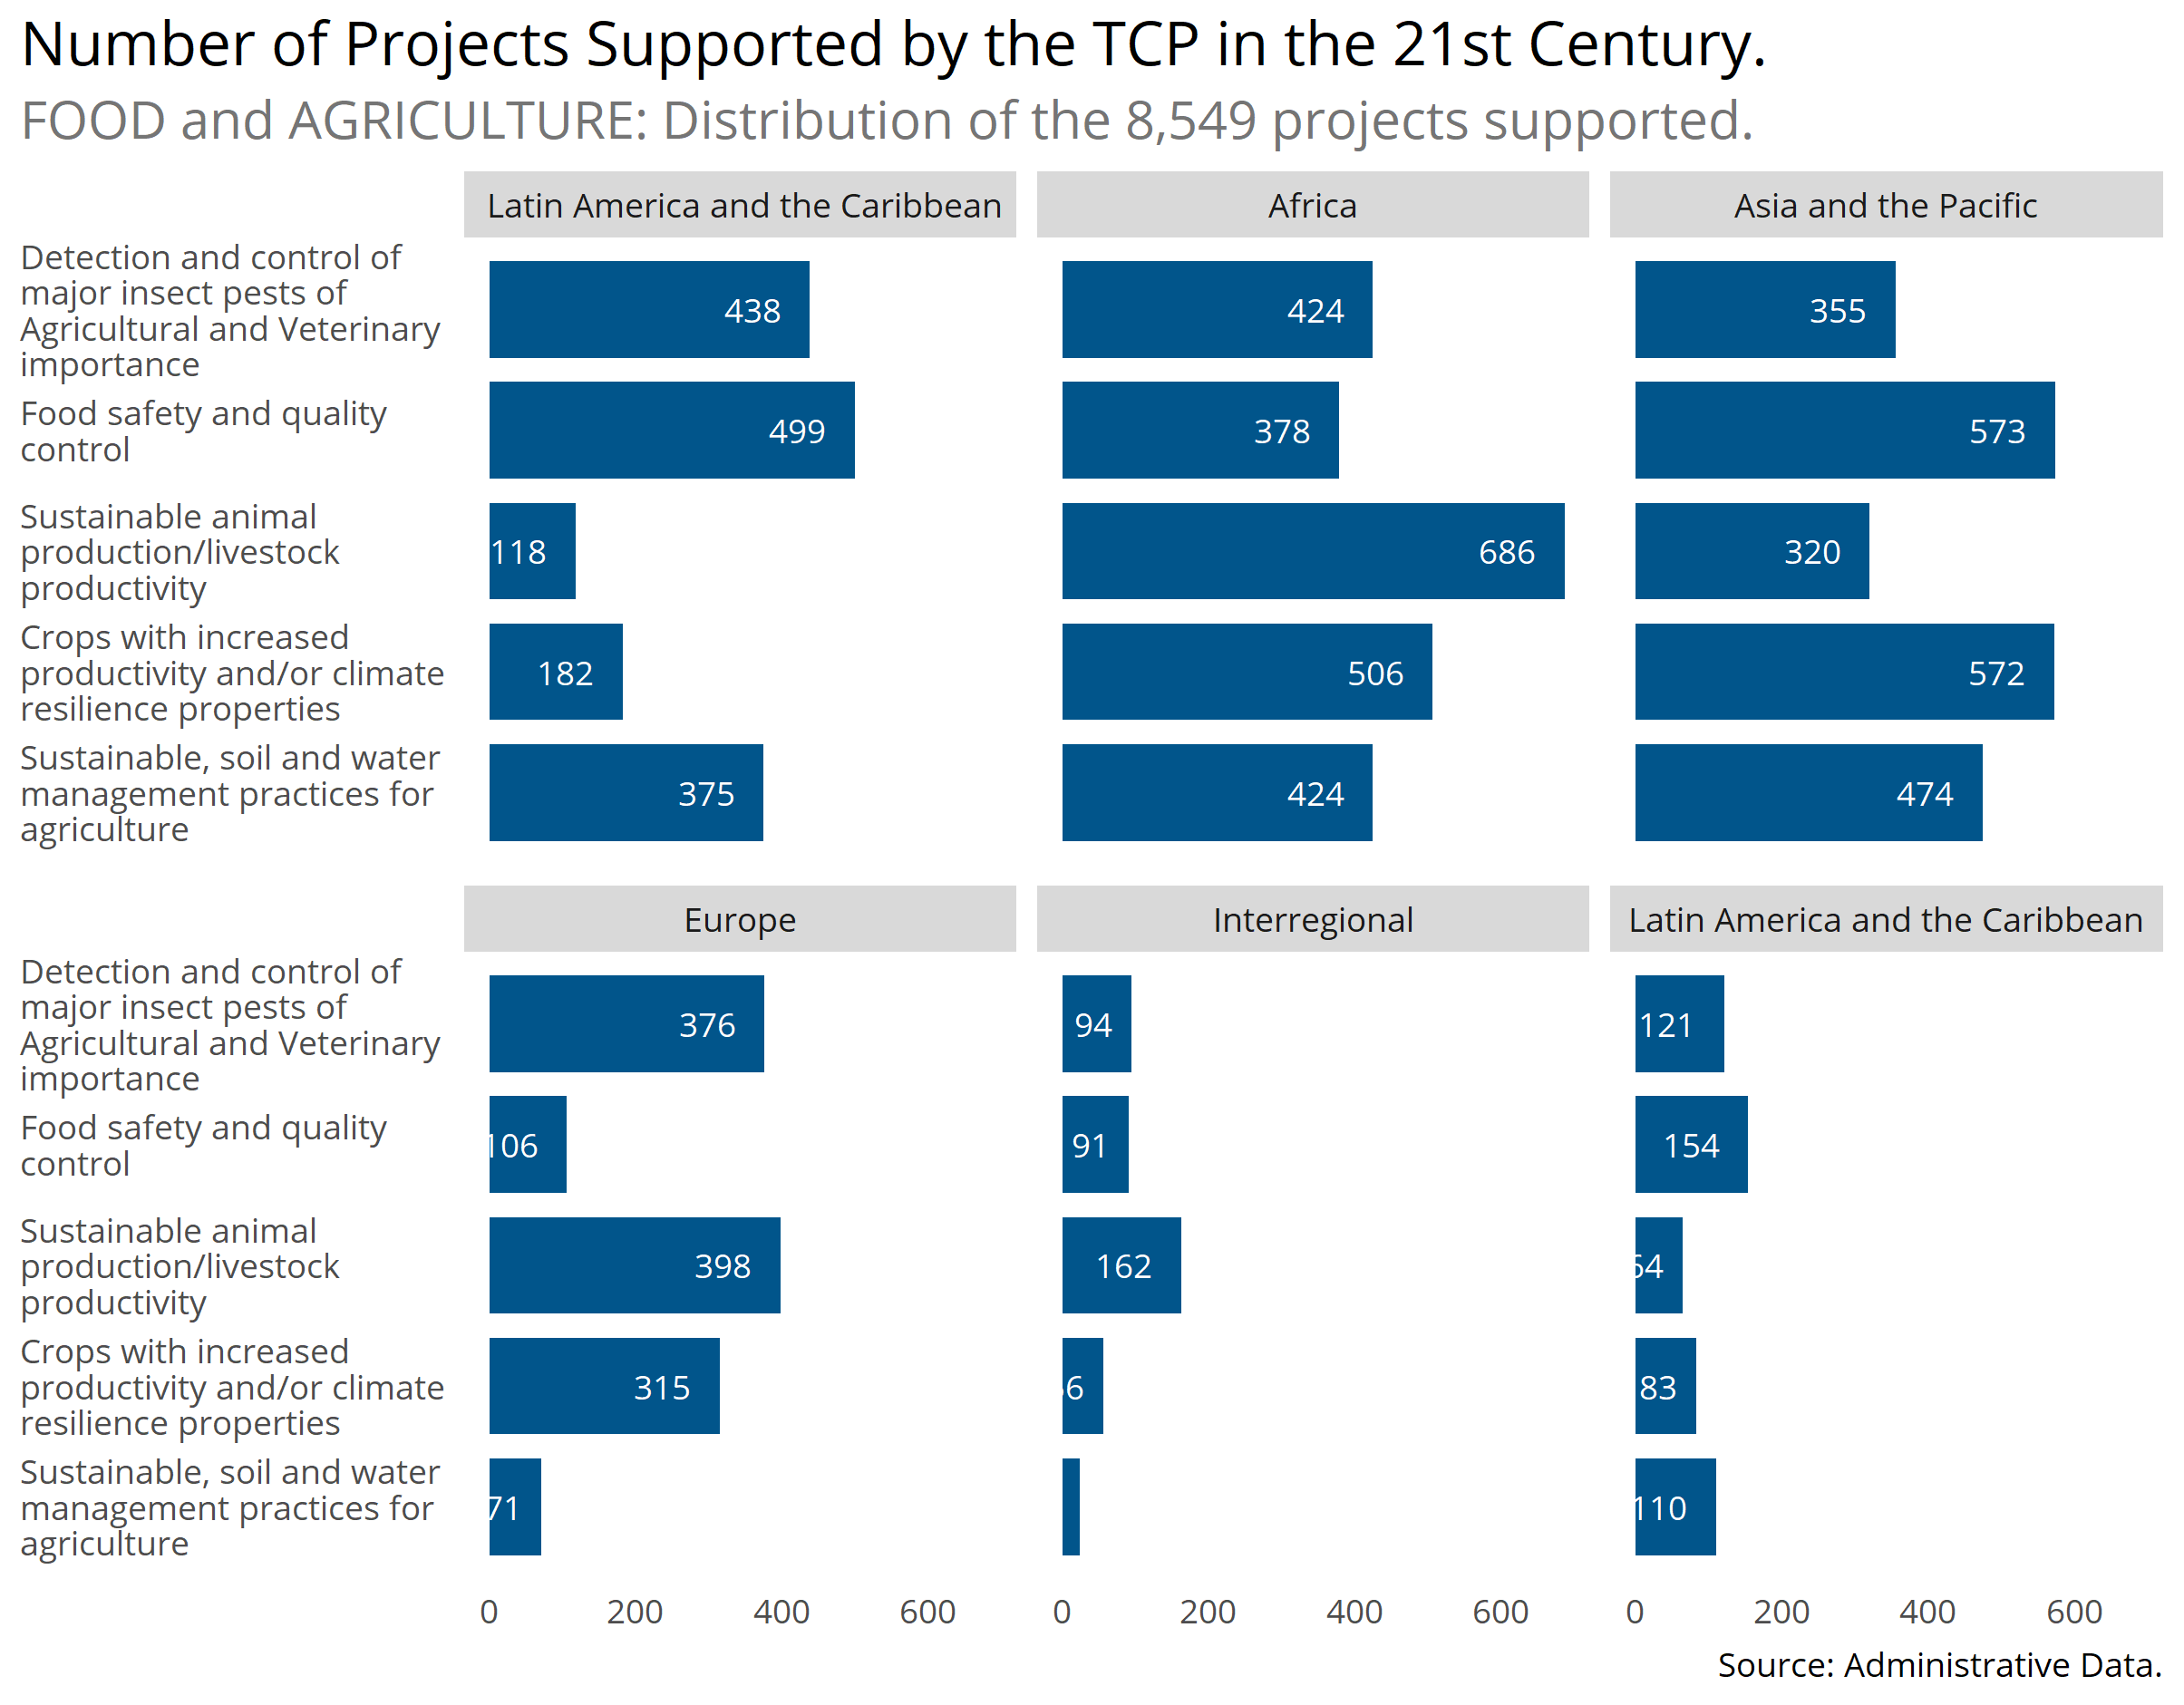 Number of Projects Supported by the TCP in the 21st Century.
FOOD and AGRICULTURE: Distribution of the 8,549 projects supported.
Latin America and the Caribbean
Africa
Asia and the Pacific
Detection and control of
major insect pests of
Agricultural and Veterinary
importance
438
424
355
Food safety and quality
control
499
378
573
Sustainable animal
production/livestock
productivity
118
686
320
Crops with increased
productivity and/or climate
resilience properties
182
506
572
Sustainable, soil and water
management practices for
agriculture
375
424
474
Europe
Interregional
Latin America and the Caribbean
Detection and control of
major insect pests of
Agricultural and Veterinary
importance
376
94
121
Food safety and quality
control
106
91
154
Sustainable animal
production/livestock
productivity
398
162
64
Crops with increased
productivity and/or climate
resilience properties
315
83
Sustainable, soil and water
management practices for
agriculture
71
110
0 200 400 600
0 200 400 600
0 200 400 600
Source: Administrative Data.